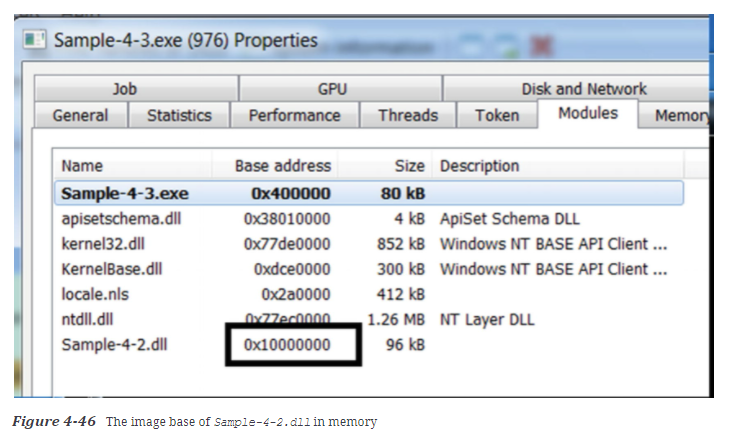 Sample-4-3.exe (976) Properties
Job GPU Disk and Network
General Statistics Performance Threads Token Modules Memory
Name Base address Size Description
Sample-4-3.exe 0x400000 80 kB
apisetschema.dll 0x38010000 4 kB ApiSet Schema DLL
kernel32.dll 0x77de0000 852 kB Windows NT BASE API Client ...
KernelBase.dll 0xdce0000 300 kB Windows NT BASE API Client ...
locale.nls 0x2a0000 412 kB
ntdll.dll 0x77ec0000 1.26 MB NT Layer DLL
Sample-4-2.dll 0x10000000 96 kB
Figure 4-46 The image base of Sample-4-2.dll in memory